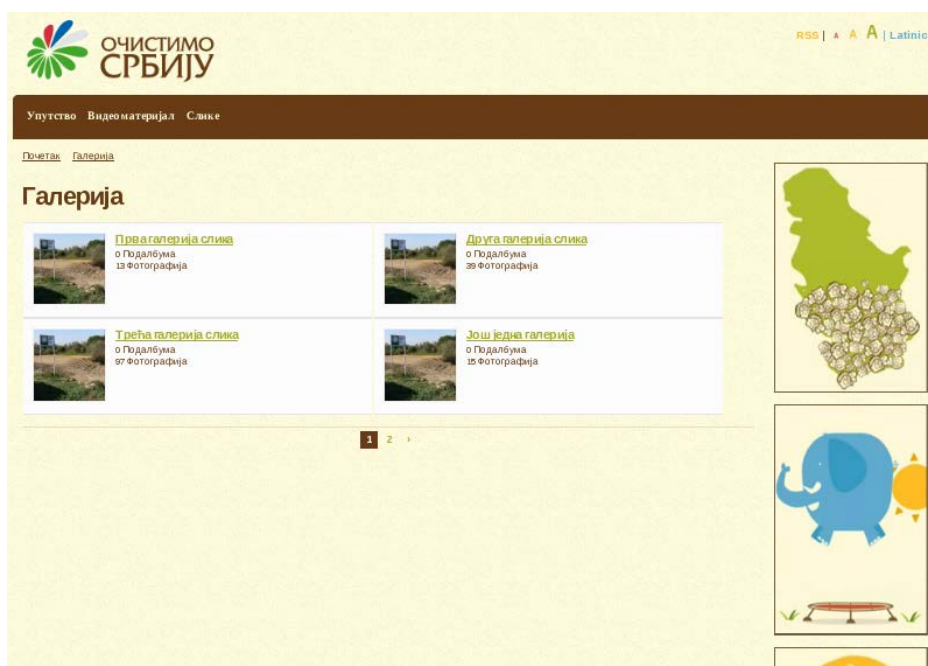 ОЧИСТИМО
СРБИЈУ
RSS | A A A | Latinic
Упутство Видеоматеријал Слике
Почетак Галерија
Галерија
Прва галерија слика
0 Подалбума
13 Фотографија
Друга галерија слика
0 Подалбума
39 Фотографија
Трећа галерија слика
0 Подалбума
97 Фотографија
Још једна галерија
0 Подалбума
15 Фотографија
1 2 ›